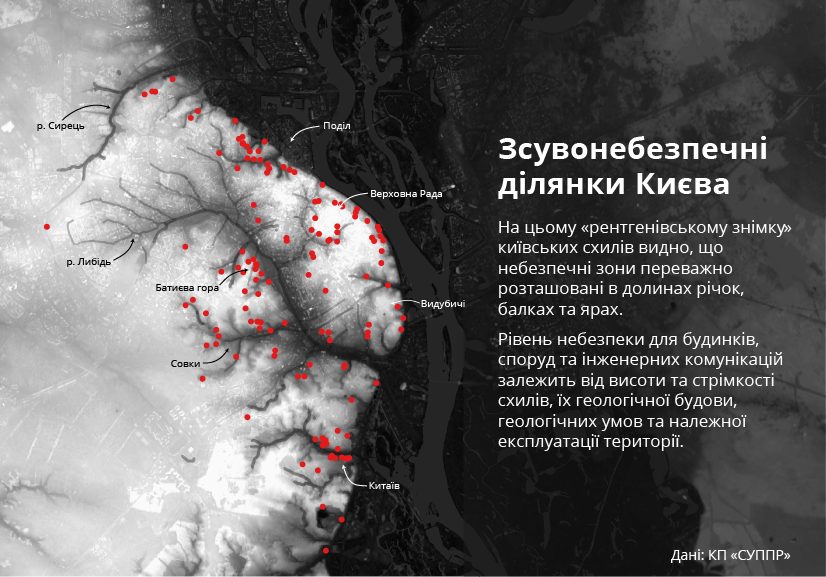 р. Сирець
Поділ
Верховна Рада
р. Либідь
Батиєва гора
Видубичі
Совки
Китаїв
Зсувонебезпечні
ділянки Києва
На цьому «рентгенівському знімку»
київських схилів видно, що
небезпечні зони переважно
розташовані в долинах річок,
балках та ярах.
Рівень небезпеки для будинків,
споруд та інженерних комунікацій
залежить від висоти та стрімкості
схилів, їх геологічної будови,
геологічних умов та належної
експлуатації території.
Дані: КП «СУППР»